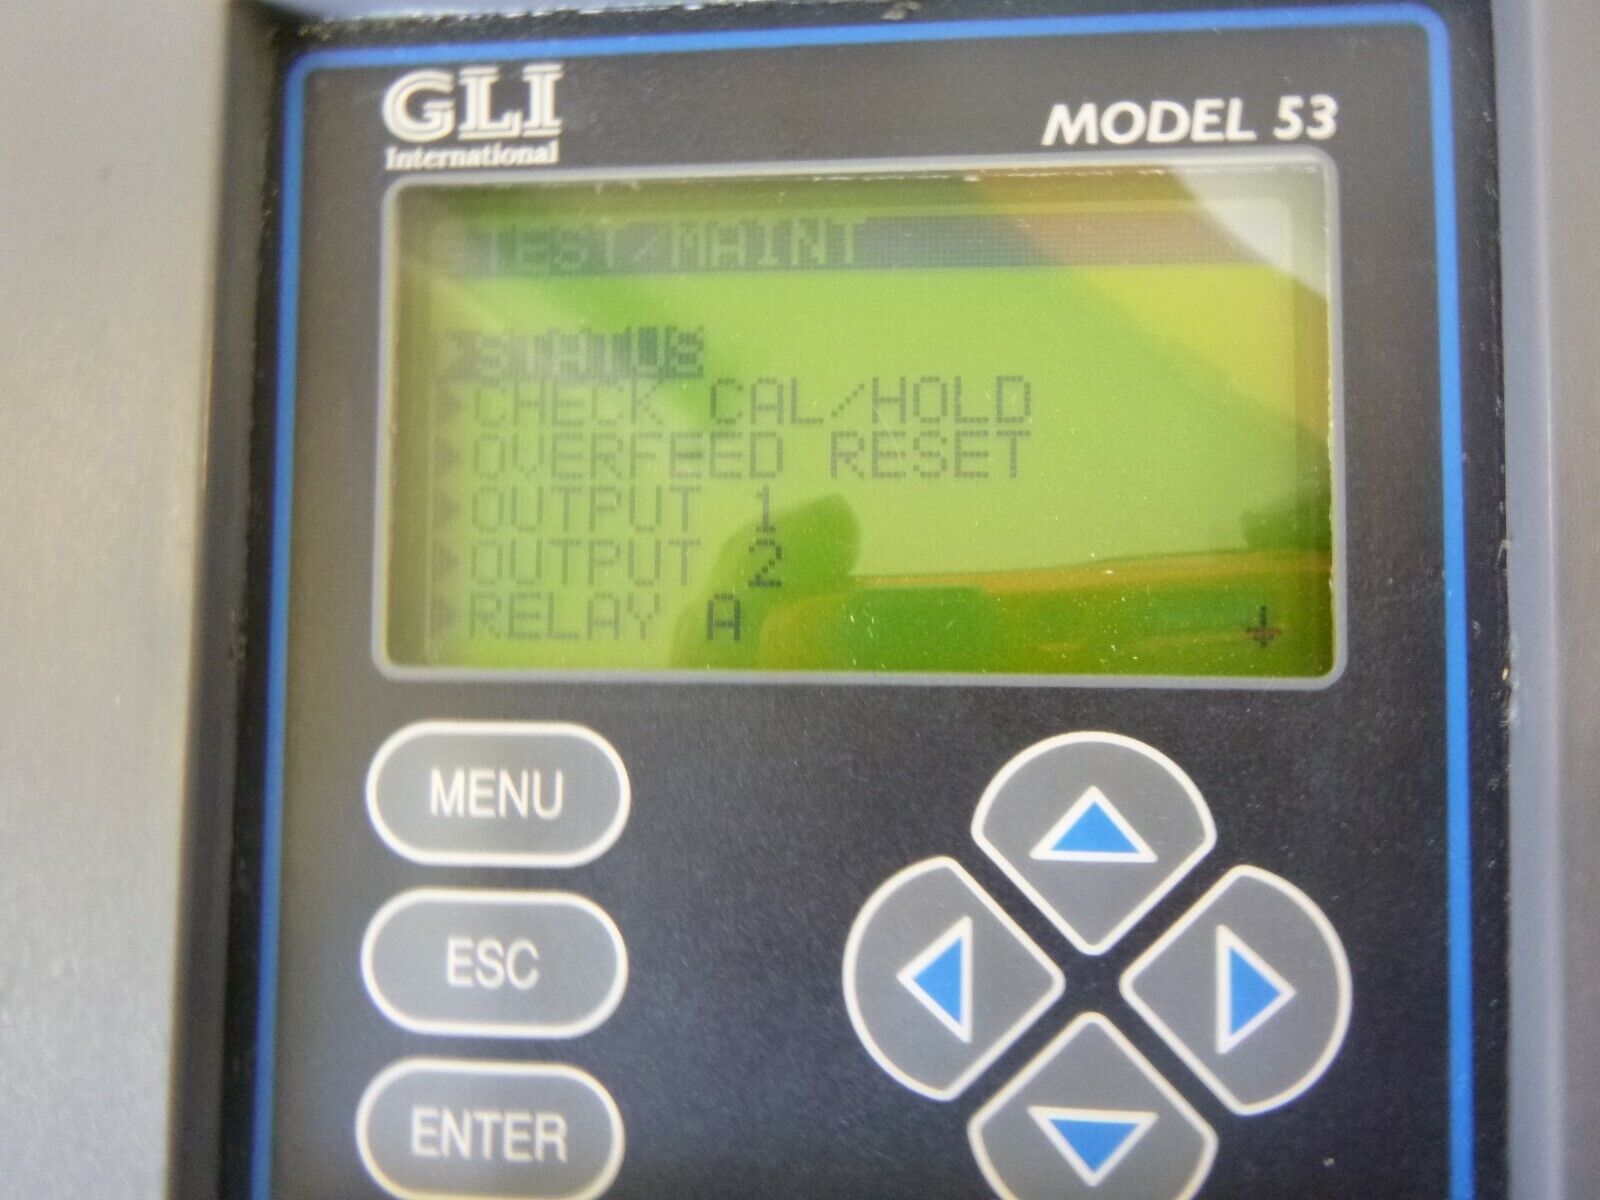 GLI
International
MODEL 53
TEST/MAINT
STATUS
CHECK CAL/HOLD
OVERFEED RESET
OUTPUT 1
OUTPUT 2
RELAY A
MENU
ESC
ENTER